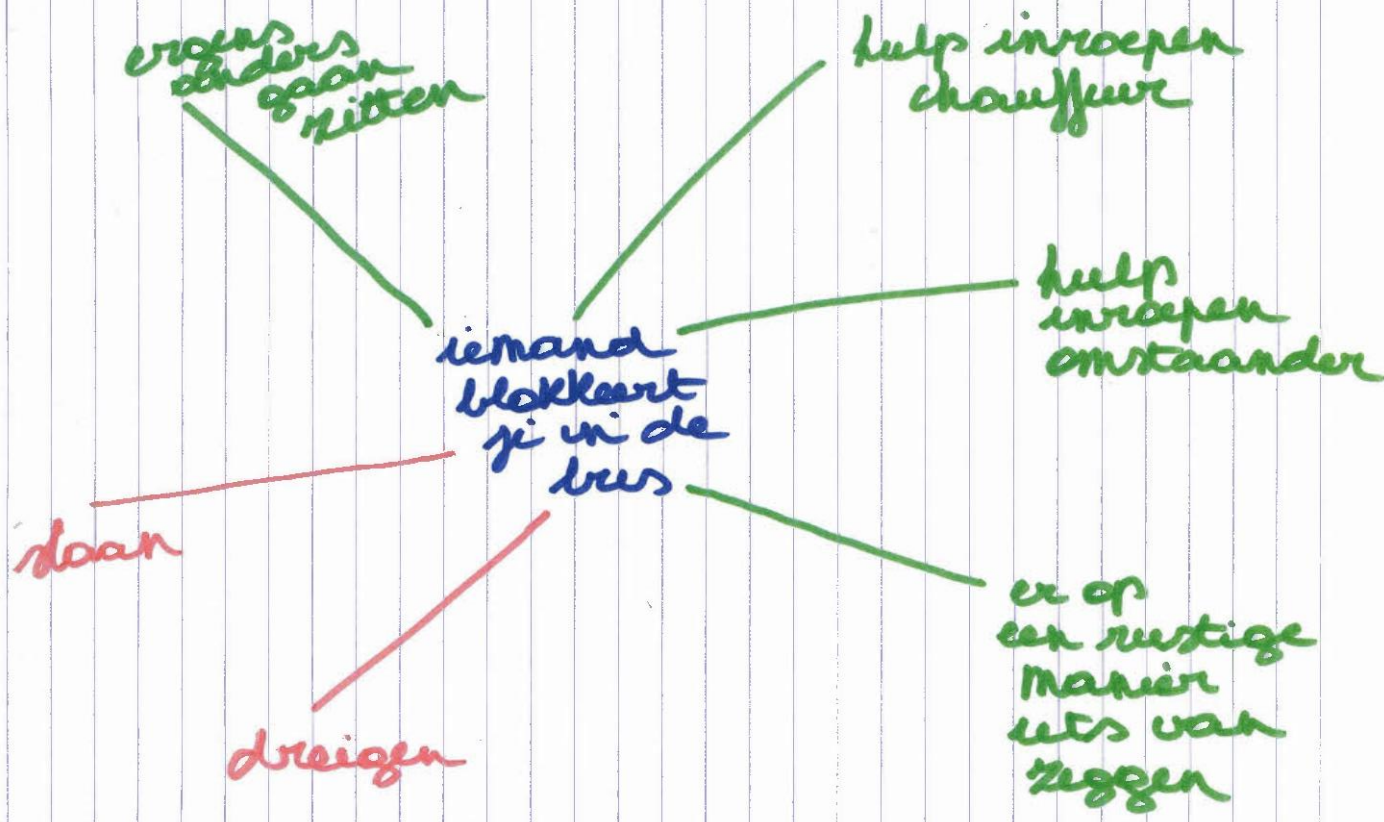 ergens
anders
gaan
zitten
hulp inroepen
chauffeur
hulp
inroepen
omstaander
iemand
blokkeert
je in de
bus
slaan
dreigen
er op
een rustige
manier
iets van
zeggen